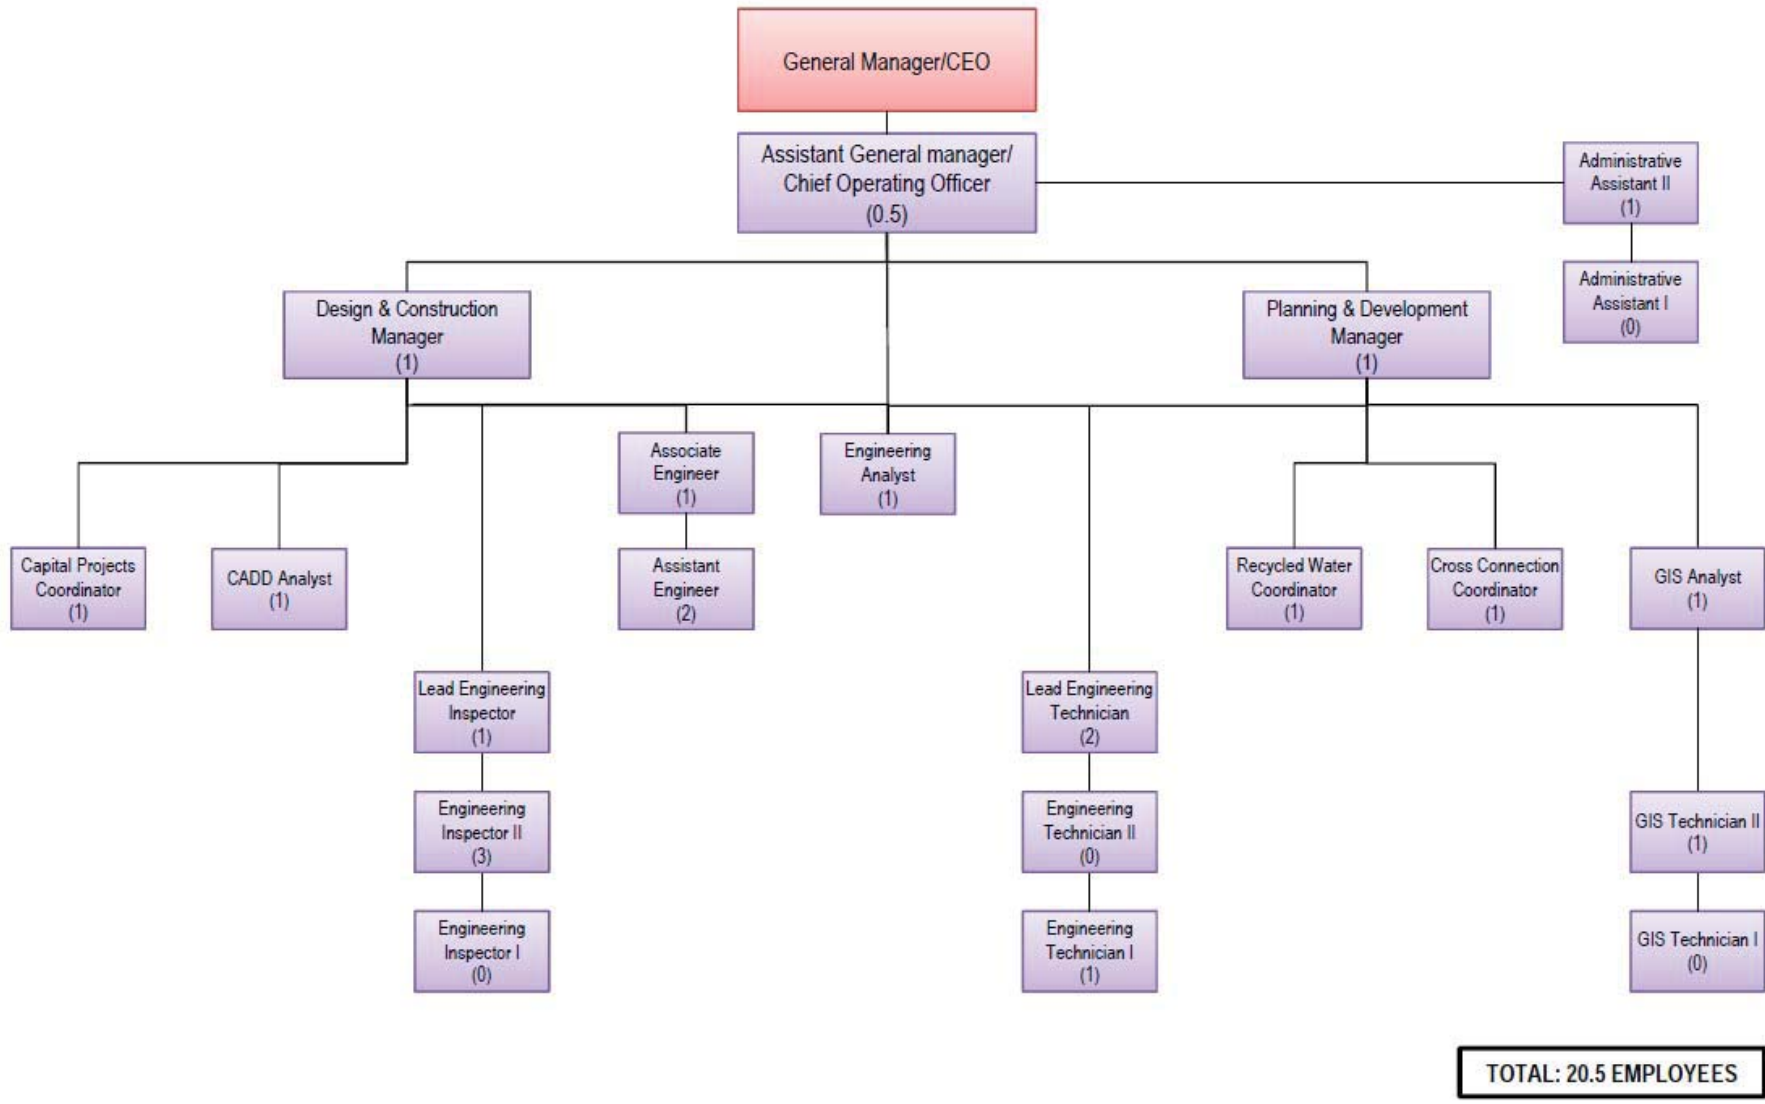 General Manager/CEO
Assistant General manager/
Chief Operating Officer
(0.5)
Administrative
Assistant II
(1)
Administrative
Assistant I
(0)
Design & Construction
Manager
(1)
Planning & Development
Manager
(1)
Associate
Engineer
(1)
Engineering
Analyst
(1)
Capital Projects
Coordinator
(1)
CADD Analyst
(1)
Assistant
Engineer
(2)
Recycled Water
Coordinator
(1)
Cross Connection
Coordinator
(1)
GIS Analyst
(1)
Lead Engineering
Inspector
(1)
Lead Engineering
Technician
(2)
Engineering
Inspector II
(3)
Engineering
Technician II
(0)
GIS Technician II
(1)
Engineering
Inspector I
(0)
Engineering
Technician I
(1)
GIS Technician I
(0)
TOTAL: 20.5 EMPLOYEES